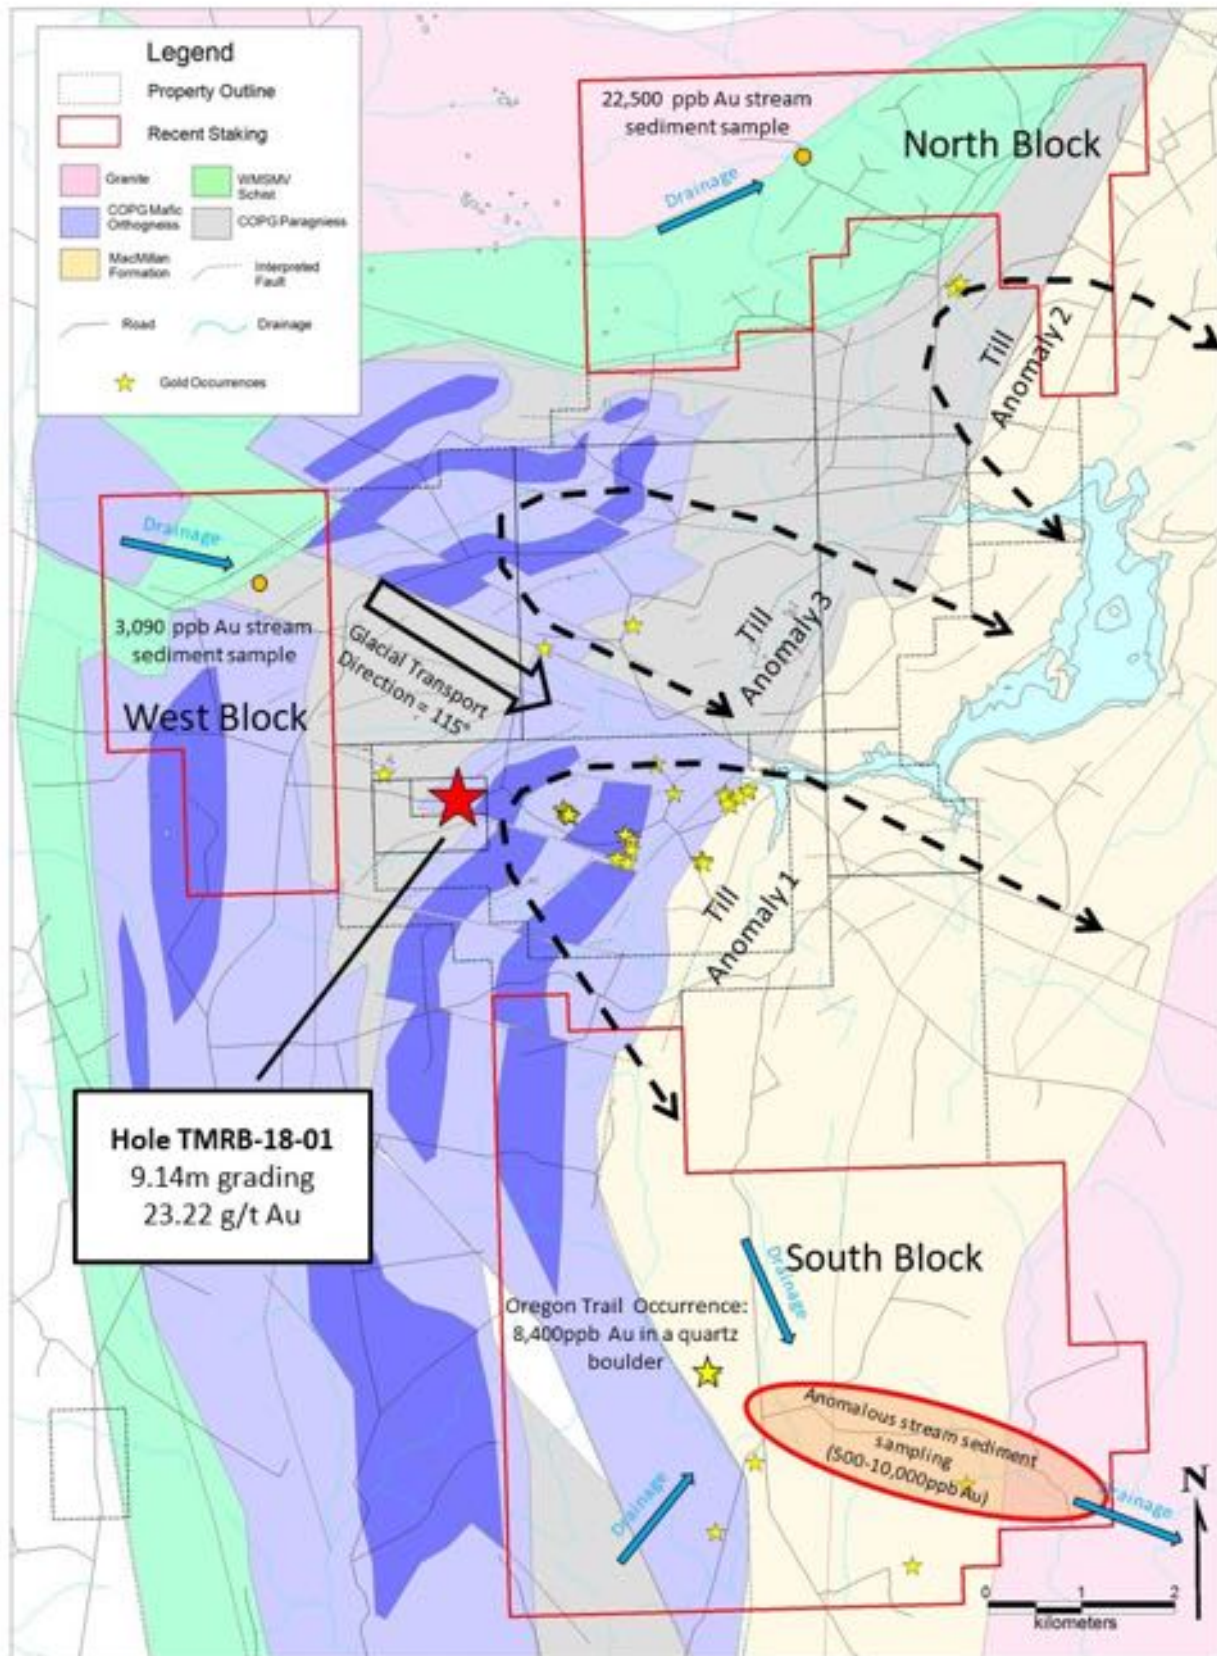 Legend
Property Outline
Recent Staking
Granite
WMSMV
Schist
COPG Mafic
Orthogneiss
COPG Paragniess
MacMillan
Formation
Interpreted
Fault
Road
Drainage
Gold Occurrences
22,500 ppb Au stream
sediment sample
North Block
Drainage
Till
Anomaly 2
Drainage
3,090 ppb Au stream
sediment sample
West Block
Glacial Transport
Direction = 115°
Till
Anomaly 3
Till
Anomaly 1
Hole TMRB-18-01
9.14m grading
23.22 g/t Au
South Block
Drainage
Oregon Trail Occurrence:
8,400ppb Au in a quartz
boulder
Anomalous stream sediment
sampling
(500-10,000ppb Au)
Drainage
Drainage
N
0 1 2
kilometers